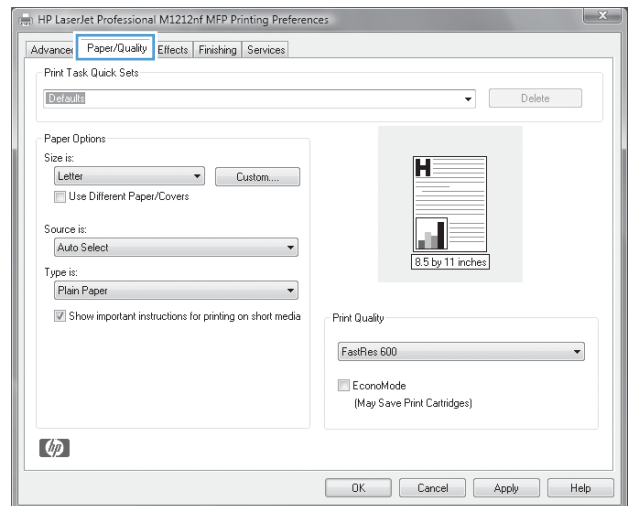 HP LaserJet Professional M1212nf MFP Printing Preferences
Advanced Paper/Quality Effects Finishing Services
Print Task Quick Sets
Defaults Delete
Paper Options
Size is:
Letter Custom....
Use Different Paper/Covers
Source is:
Auto Select
Type is:
Plain Paper
Show important instructions for printing on short media
H
8.5 by 11 inches
Print Quality
FastRes 600
EconoMode
(May Save Print Cartridges)
hp
OK Cancel Apply Help